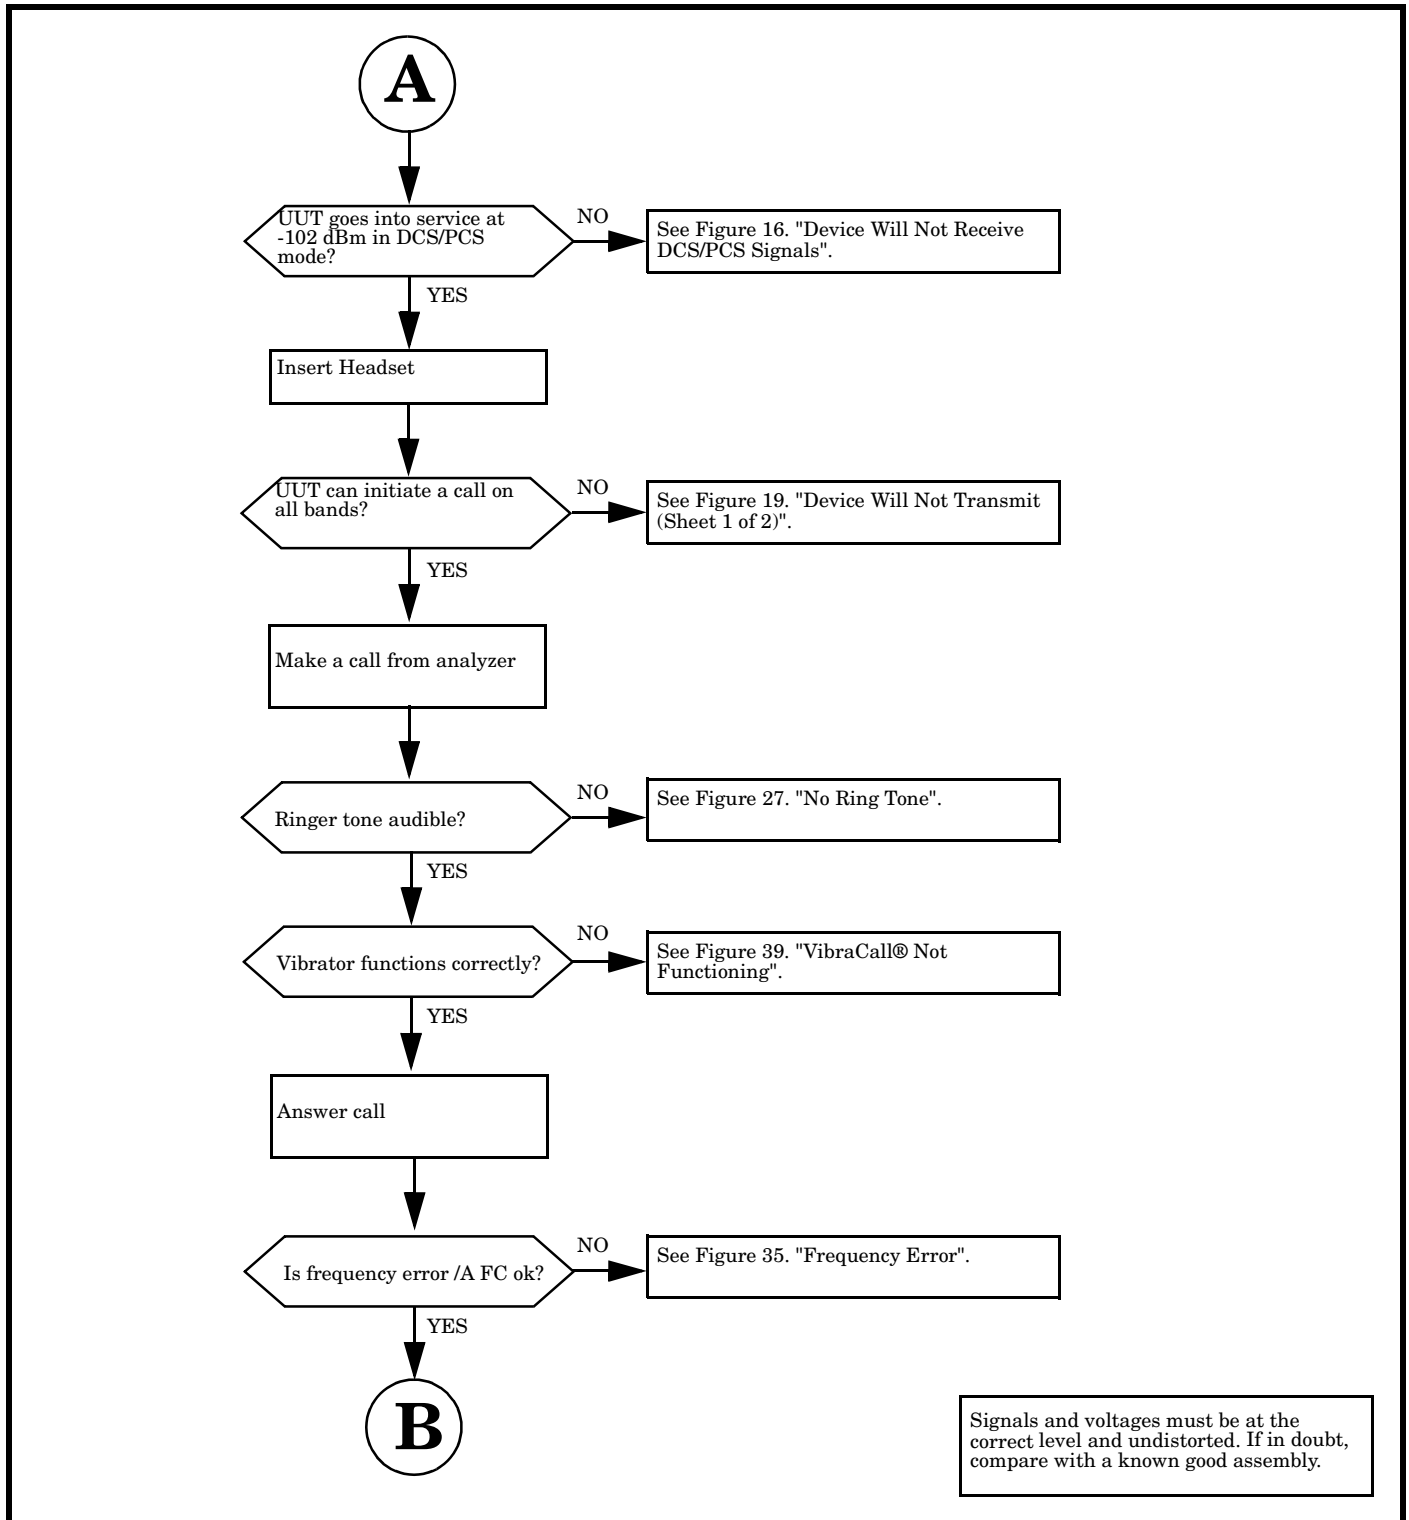 A
UUT goes into service at
-102 dBm in DCS/PCS
mode?
NO
See Figure 16. "Device Will Not Receive
DCS/PCS Signals".
YES
Insert Headset
UUT can initiate a call on
all bands?
NO
See Figure 19. "Device Will Not Transmit
(Sheet 1 of 2)".
YES
Make a call from analyzer
Ringer tone audible?
NO
See Figure 27. "No Ring Tone".
YES
Vibrator functions correctly?
NO
See Figure 39. "VibraCall® Not
Functioning".
YES
Answer call
Is frequency error /A FC ok?
NO
See Figure 35. "Frequency Error".
YES
B
Signals and voltages must be at the
correct level and undistorted. If in doubt,
compare with a known good assembly.